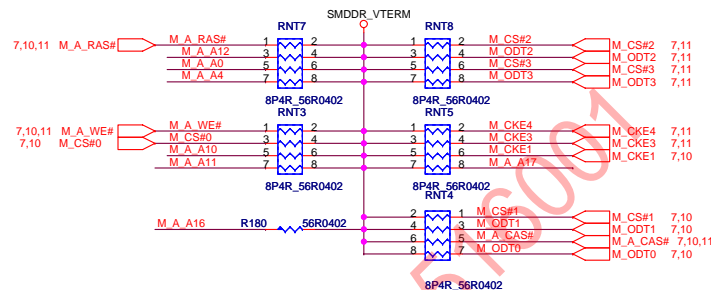 SMDDR_VTERM
RNT7 RNT8
7,10,11 M_A_RAS# M_A_RAS# 1 2 1 2 M_CS#2 M_CS#2 7,11
M_A_A12 3 4 3 4 M_ODT2 M_ODT2 7,11
M_A_A0 5 6 5 6 M_CS#3 M_CS#3 7,11
M_A_A4 7 8 7 8 M_ODT3 M_ODT3 7,11
8P4R_56R0402 8P4R_56R0402
RNT3 RNT5
7,10,11 M_A_WE# M_A_WE# 1 2 1 2 M_CKE4 M_CKE4 7,11
7,10 M_CS#0 M_CS#0 3 4 3 4 M_CKE3 M_CKE3 7,11
M_A_A10 5 6 5 6 M_CKE1 M_CKE1 7,10
M_A_A11 7 8 7 8 M_A_A17
8P4R_56R0402 8P4R_56R0402
RNT4
2 1 M_CS#1 M_CS#1 7,10
M_A_A16 R180 56R0402 4 3 M_ODT1 M_ODT1 7,10
6 5 M_A_CAS# M_A_CAS# 7,10,11
8 7 M_ODT0 M_ODT0 7,10
8P4R_56R0402
516001